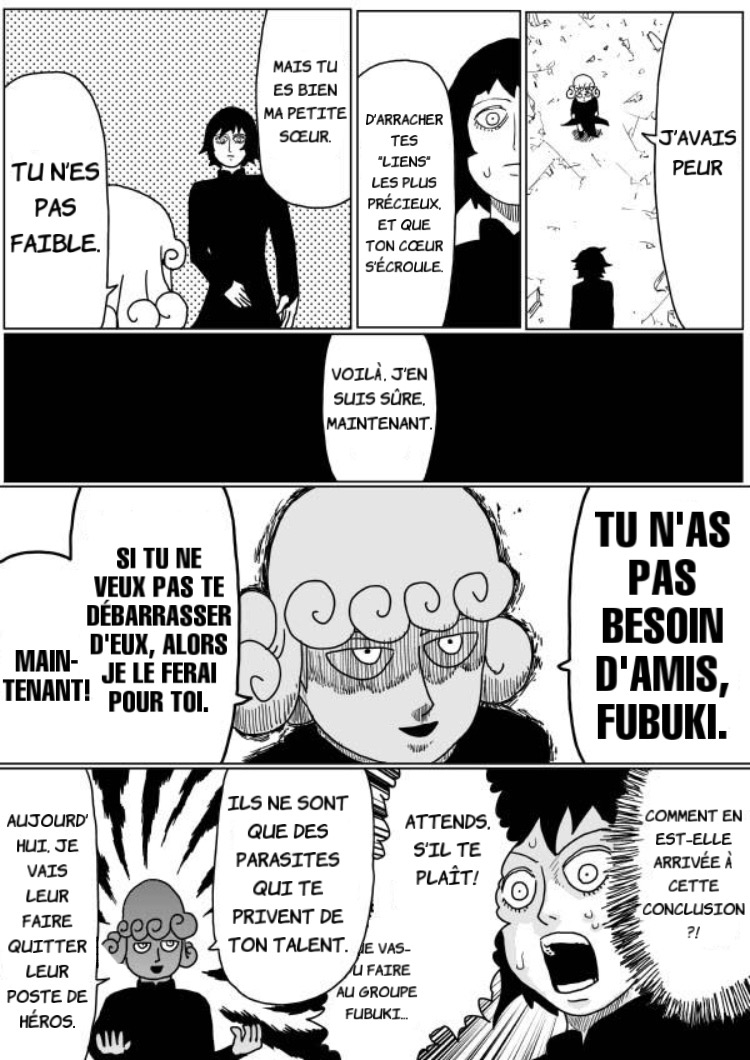 J'AVAIS
PEUR
D'ARRACHER
TES
"LIENS"
LES PLUS
PRÉCIEUX,
ET QUE
TON CŒUR
S'ÉCROULE.
MAIS TU
ES BIEN
MA PETITE
SŒUR.
TU N'ES
PAS
FAIBLE.
VOILÀ, J'EN
SUIS SÛRE,
MAINTENANT.
TU N'AS
PAS
BESOIN
D'AMIS,
FUBUKI.
SI TU NE
VEUX PAS TE
DÉBARRASSER
D'EUX, ALORS
JE LE FERAI
POUR TOI.
MAIN-
TENANT!
COMMENT EN
EST-ELLE
ARRIVÉE À
CETTE
CONCLUSION
?!
ATTENDS,
S'IL TE
PLAÎT!
VAS-
FAIRE
AU GROUPE
FUBUKI...
ILS NE SONT
QUE DES
PARASITES
QUI TE
PRIVENT DE
TON TALENT.
AUJOURD'
HUI, JE
VAIS
LEUR
FAIRE
QUITTER
LEUR
POSTE DE
HÉROS.